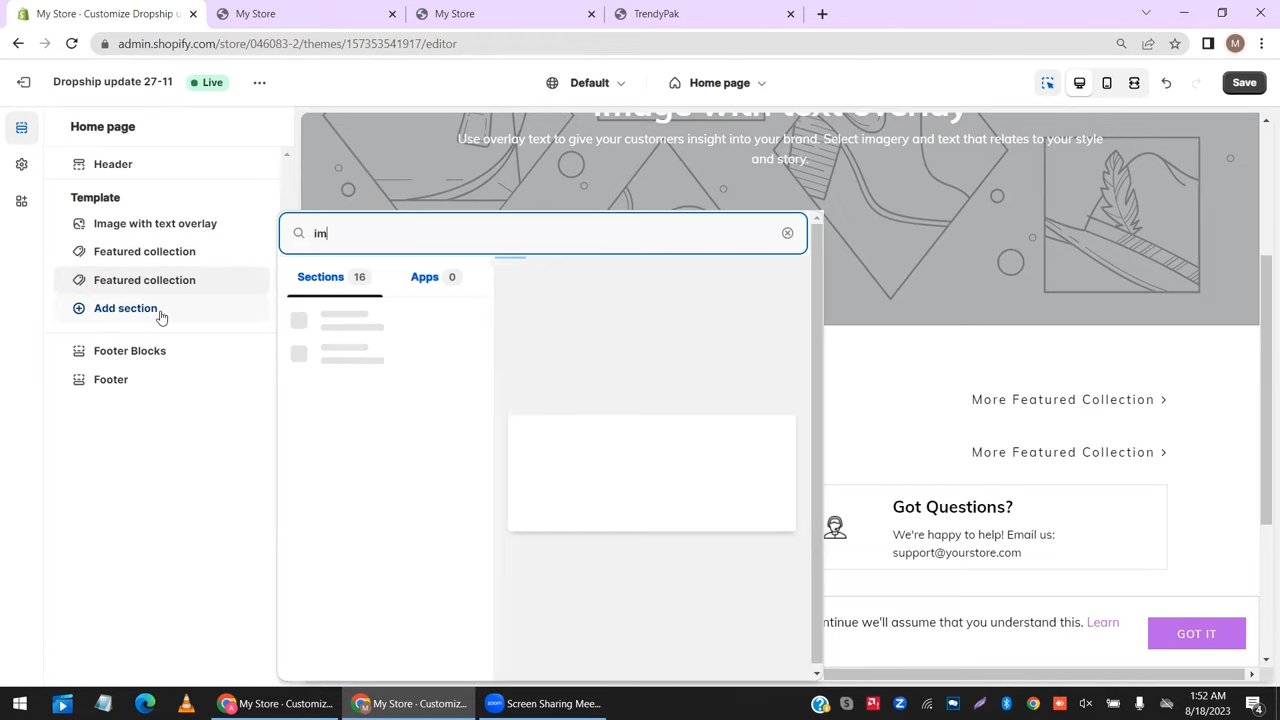 My Store · Customize Dropship u
My Store
My Store
TrendyPak
admin.shopify.com/store/046083-2/themes/157353541917/editor
M
Dropship update 27-11
Live
Default
Home page
Save
Home page
Header
Template
Image with text overlay
Featured collection
Featured collection
Add section
Footer Blocks
Footer
Image with text overlay
Use overlay text to give your customers insight into your brand. Select imagery and text that relates to your style
and story.
im
Sections 16
Apps 0
More Featured Collection >
More Featured Collection >
Got Questions?
We're happy to help! Email us:
support@yourstore.com
ntinue we'll assume that you understand this. Learn
GOT IT
My Store · Customiz...
My Store · Customiz...
Screen Sharing Mee...
1:52 AM
8/18/2023